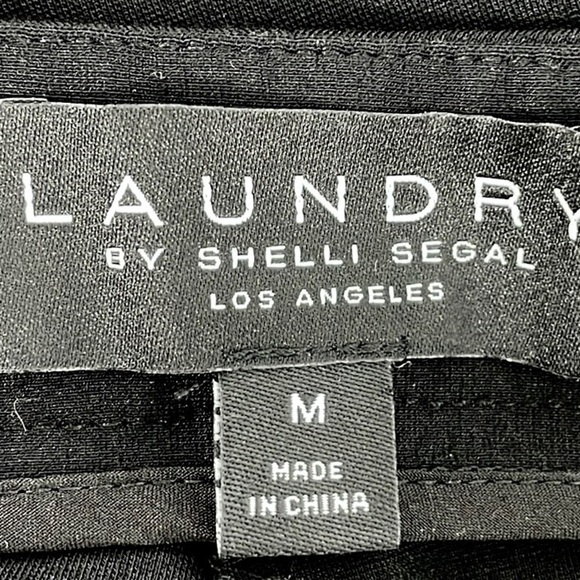 LAUNDRY
BY SHELLI SEGAL
LOS ANGELES
M
MADE
IN CHINA